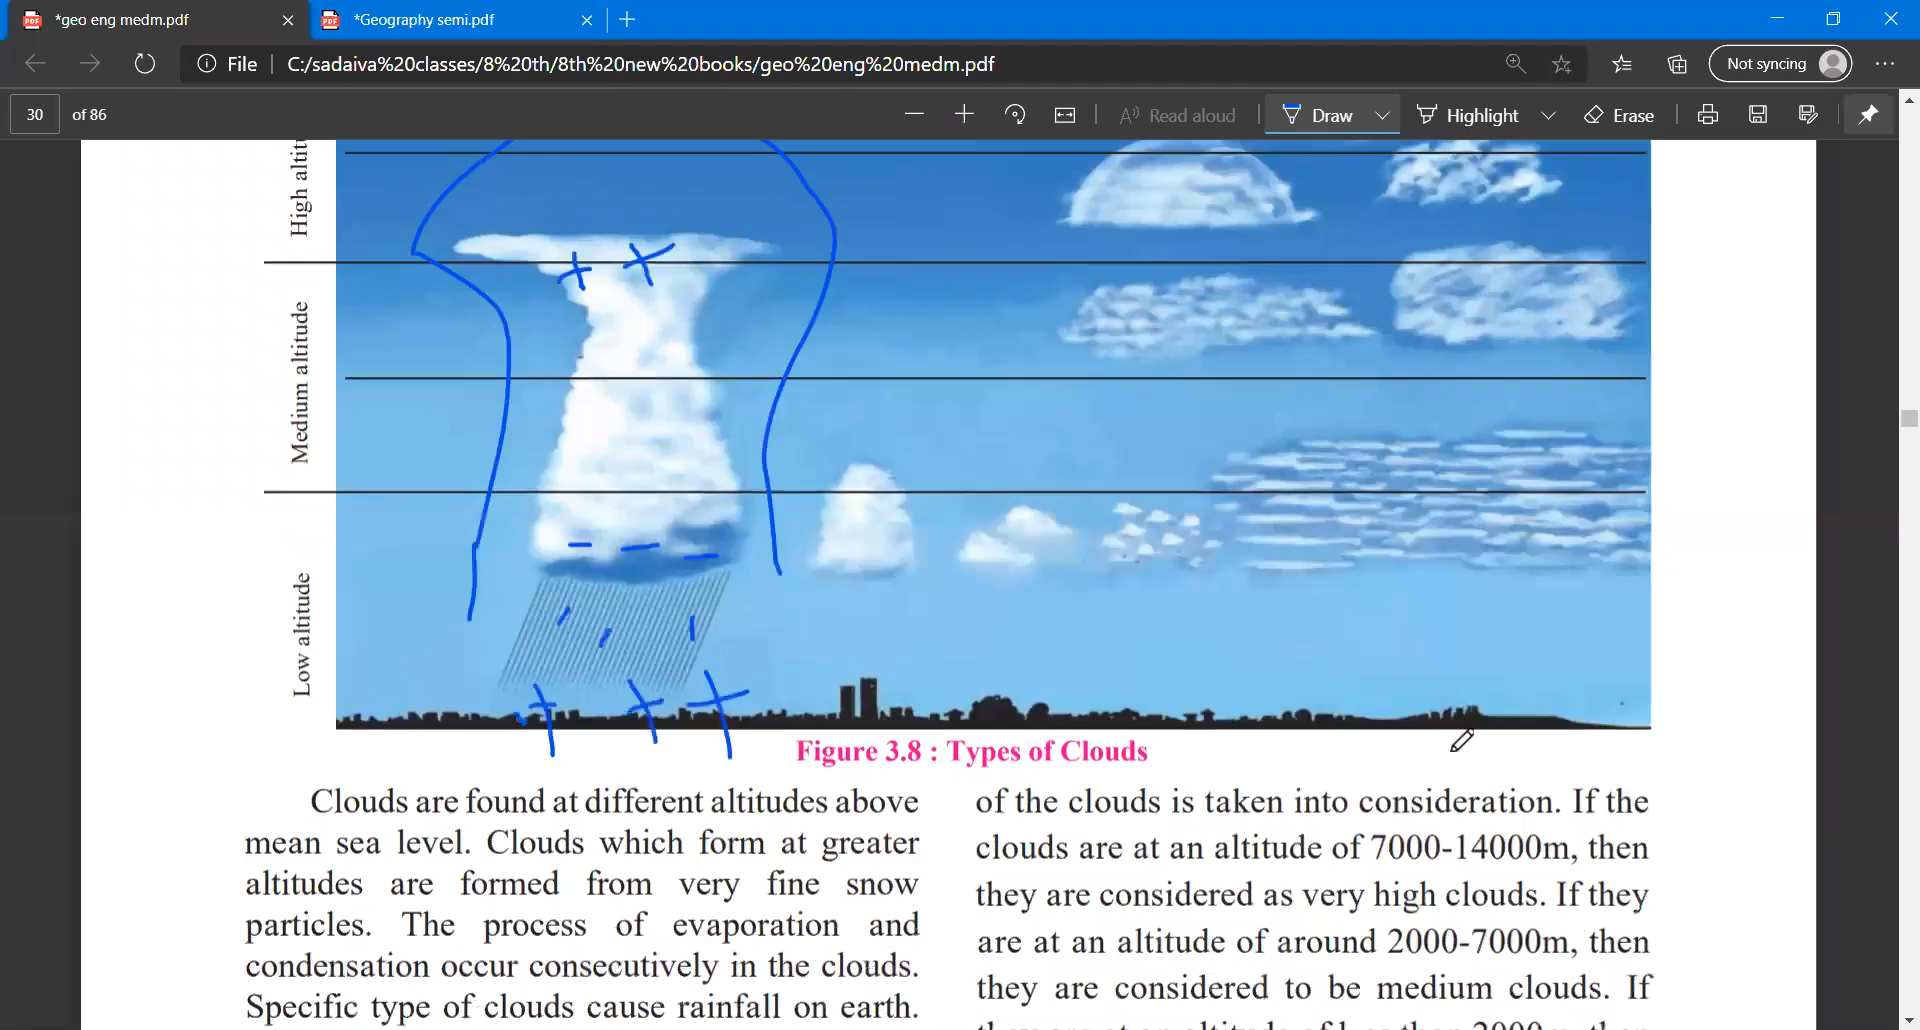 *geo eng medm.pdf
*Geography semi.pdf
File
C:/sadaiva%20classes/8%20th/8th%20new%20books/geo%20eng%20medm.pdf
Not syncing
30 of 86
Read aloud
Draw
Highlight
Erase
High
Medium altitude
Low altitude
Figure 3.8 : Types of Clouds
Clouds are found at different altitudes above
mean sea level. Clouds which form at greater
altitudes are formed from very fine snow
particles. The process of evaporation and
condensation occur consecutively in the clouds.
Specific type of clouds cause rainfall on earth.
of the clouds is taken into consideration. If the
clouds are at an altitude of 7000-14000m, then
they are considered as very high clouds. If they
are at an altitude of around 2000-7000m, then
they are considered to be medium clouds. If